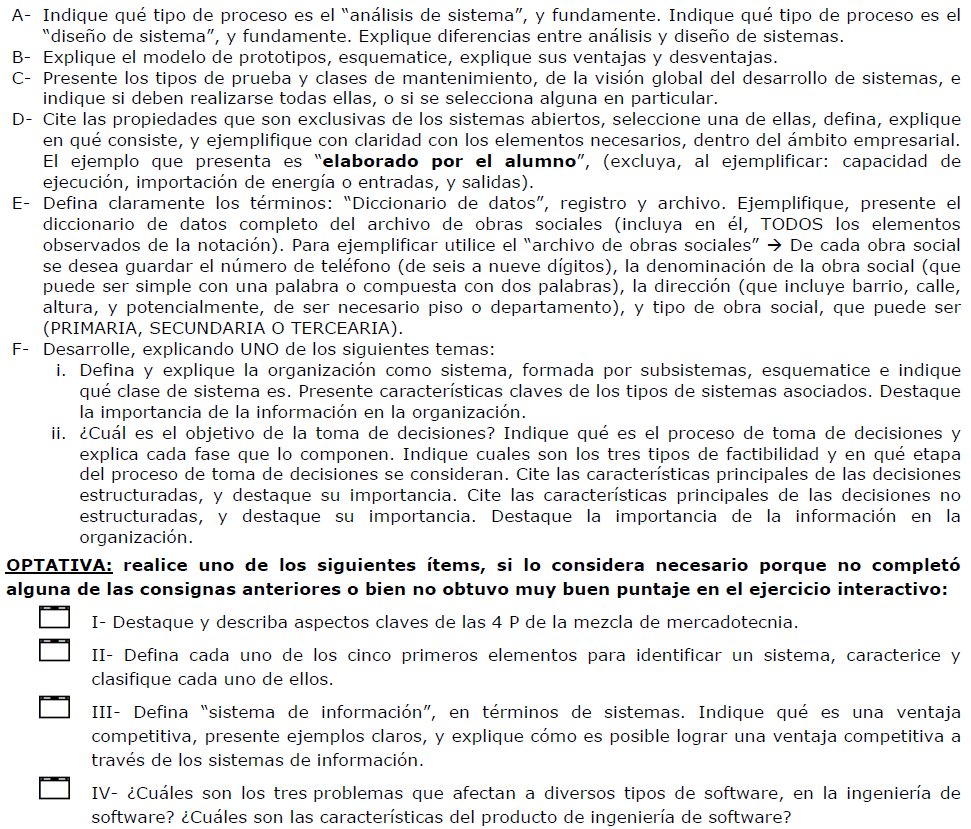 A- Indique qué tipo de proceso es el “análisis de sistema”, y fundamente. Indique qué tipo de proceso es el
“diseño de sistema”, y fundamente. Explique diferencias entre análisis y diseño de sistemas.
B- Explique el modelo de prototipos, esquematice, explique sus ventajas y desventajas.
C- Presente los tipos de prueba y clases de mantenimiento, de la visión global del desarrollo de sistemas, e
indique si deben realizarse todas ellas, o si se selecciona alguna en particular.
D- Cite las propiedades que son exclusivas de los sistemas abiertos, seleccione una de ellas, defina, explique
en qué consiste, y ejemplifique con claridad con los elementos necesarios, dentro del ámbito empresarial.
El ejemplo que presenta es “elaborado por el alumno”, (excluya, al ejemplificar: capacidad de
ejecución, importación de energía o entradas, y salidas).
E- Defina claramente los términos: “Diccionario de datos”, registro y archivo. Ejemplifique, presente el
diccionario de datos completo del archivo de obras sociales (incluya en él, TODOS los elementos
observados de la notación). Para ejemplificar utilice el “archivo de obras sociales” → De cada obra social
se desea guardar el número de teléfono (de seis a nueve dígitos), la denominación de la obra social (que
puede ser simple con una palabra o compuesta con dos palabras), la dirección (que incluye barrio, calle,
altura, y potencialmente, de ser necesario piso o departamento), y tipo de obra social, que puede ser
(PRIMARIA, SECUNDARIA O TERCEARIA).
F- Desarrolle, explicando UNO de los siguientes temas:
i. Defina y explique la organización como sistema, formada por subsistemas, esquematice e indique
qué clase de sistema es. Presente características claves de los tipos de sistemas asociados. Destaque
la importancia de la información en la organización.
ii. ¿Cuál es el objetivo de la toma de decisiones? Indique qué es el proceso de toma de decisiones y
explica cada fase que lo componen. Indique cuales son los tres tipos de factibilidad y en qué etapa
del proceso de toma de decisiones se consideran. Cite las características principales de las decisiones
estructuradas, y destaque su importancia. Cite las características principales de las decisiones no
estructuradas, y destaque su importancia. Destaque la importancia de la información en la
organización.
OPTATIVA: realice uno de los siguientes ítems, si lo considera necesario porque no completó
alguna de las consignas anteriores o bien no obtuvo muy buen puntaje en el ejercicio interactivo:
I- Destaque y describa aspectos claves de las 4 P de la mezcla de mercadotecnia.
II- Defina cada uno de los cinco primeros elementos para identificar un sistema, caracterice y
clasifique cada uno de ellos.
III- Defina “sistema de información”, en términos de sistemas. Indique qué es una ventaja
competitiva, presente ejemplos claros, y explique cómo es posible lograr una ventaja competitiva a
través de los sistemas de información.
IV- ¿Cuáles son los tres problemas que afectan a diversos tipos de software, en la ingeniería de
software? ¿Cuáles son las características del producto de ingeniería de software?